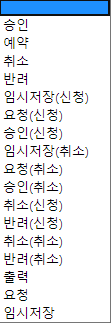 승인
예약
취소
반려
임시저장(신청)
요청(신청)
승인(신청)
임시저장(취소)
요청(취소)
승인(취소)
취소(신청)
반려(신청)
취소(취소)
반려(취소)
출력
요청
임시저장